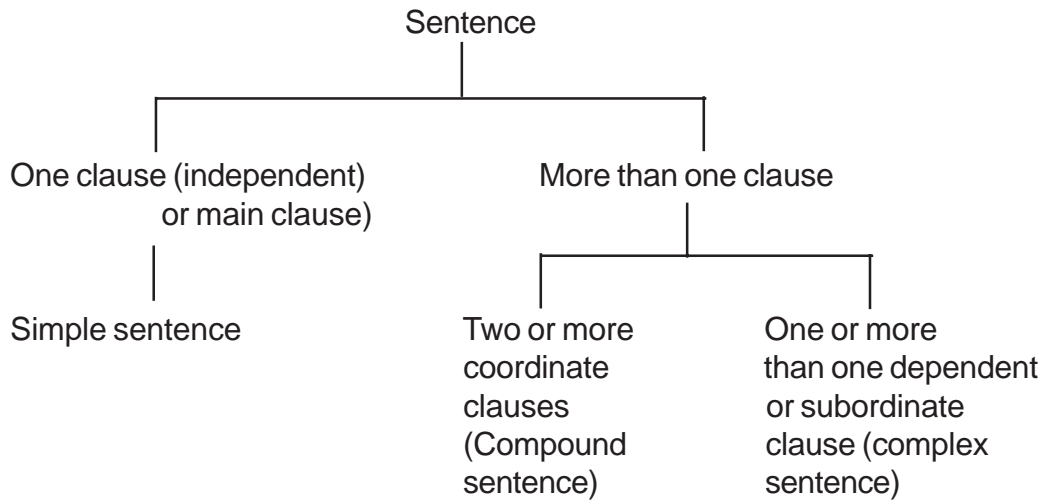 Sentence
One clause (independent)
or main clause)
More than one clause
Simple sentence
Two or more
coordinate
clauses
(Compound
sentence)
One or more
than one dependent
or subordinate
clause (complex
sentence)